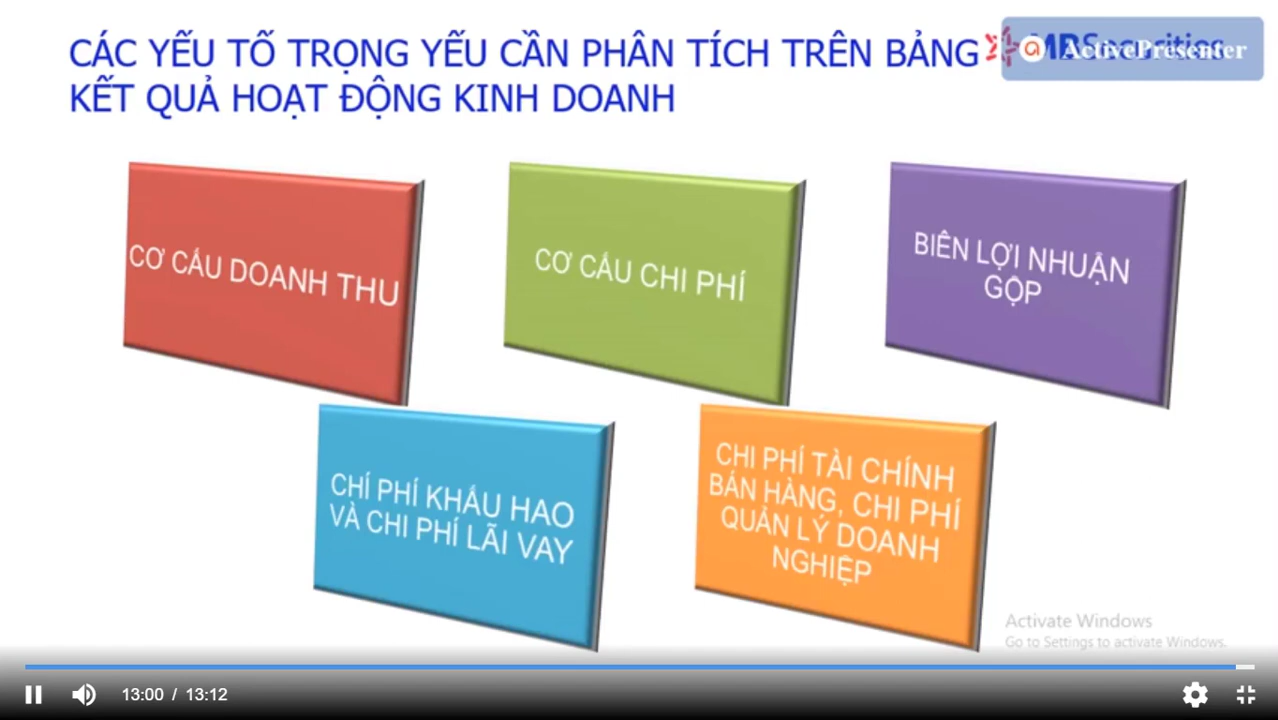 CÁC YẾU TỐ TRỌNG YẾU CẦN PHÂN TÍCH TRÊN BẢNG
KẾT QUẢ HOẠT ĐỘNG KINH DOANH
ActivePresenter
CƠ CẤU DOANH THU
CƠ CẤU CHI PHÍ
BIÊN LỢI NHUẬN
GỘP
CHÍ PHÍ KHẤU HAO
VÀ CHI PHÍ LÃI VAY
CHI PHÍ TÀI CHÍNH
BÁN HÀNG, CHI PHÍ
QUẢN LÝ DOANH
NGHIỆP
Activate Windows
Go to Settings to activate Windows.
13:00 / 13:12